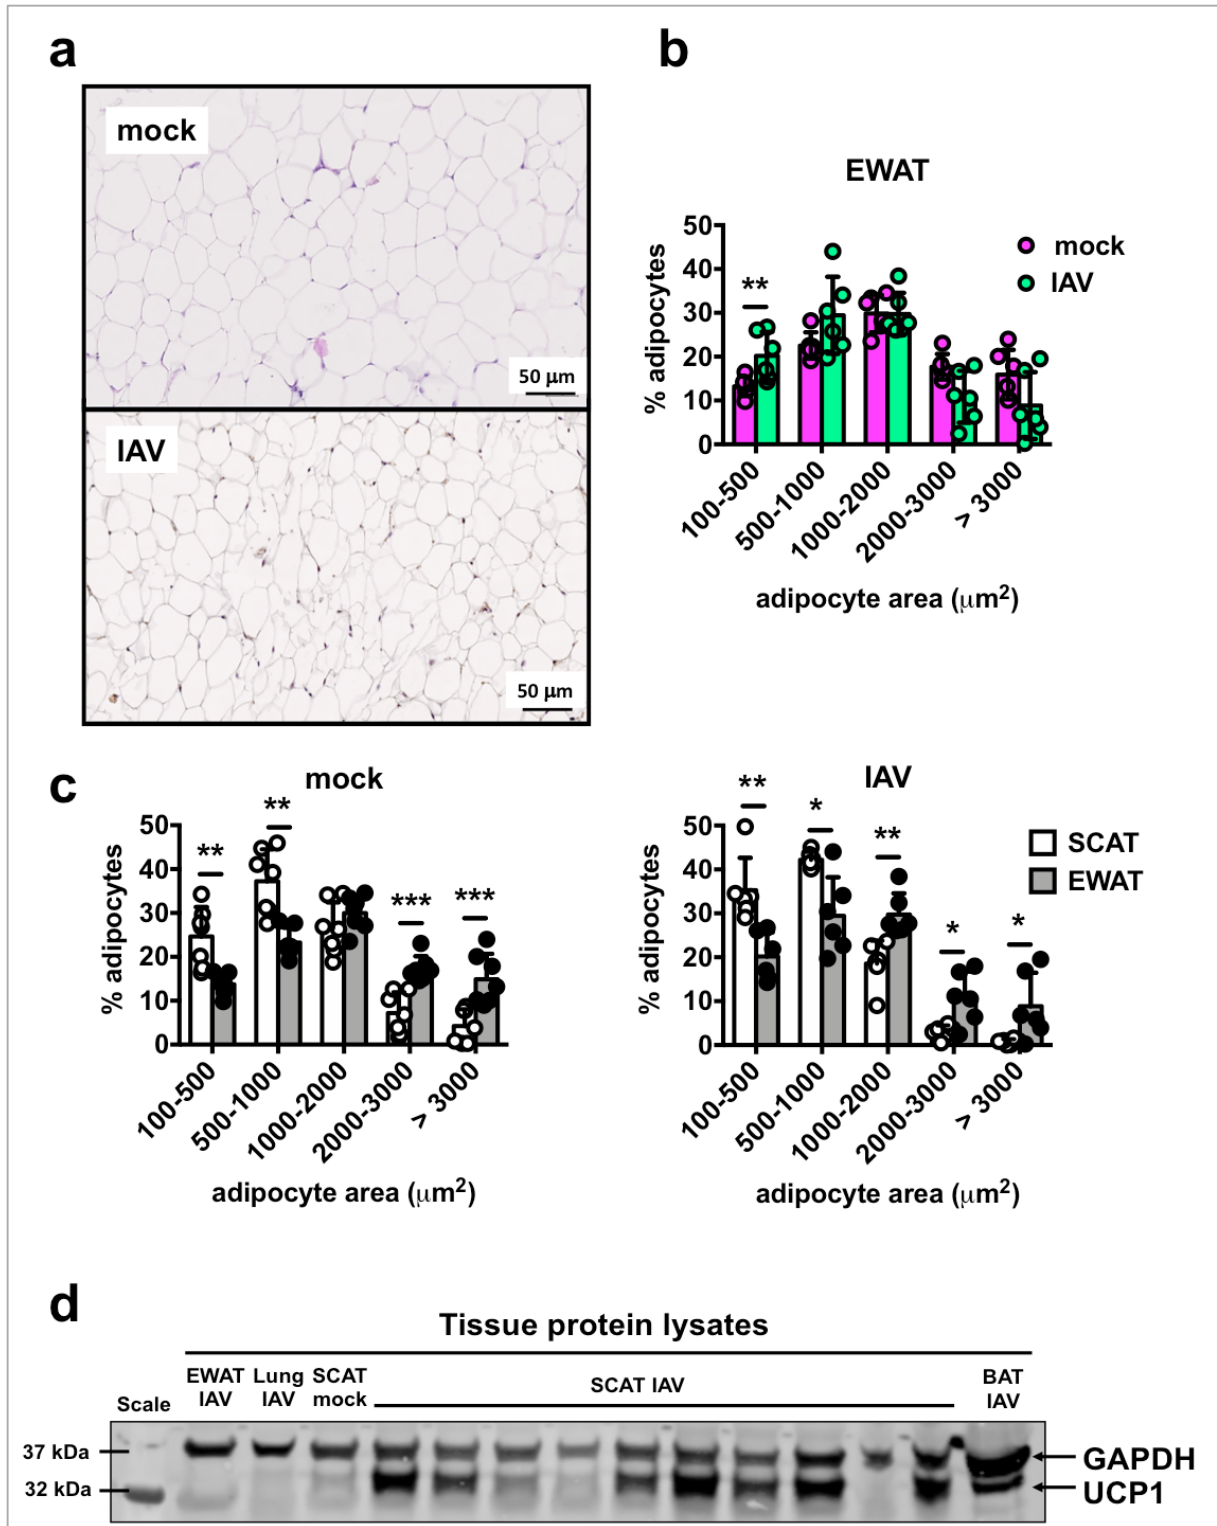 a
mock
50 μm
IAV
50 μm
b
EWAT
mock
IAV
% adipocytes
50
40
30
20
10
0
**
100-500
500-1000
1000-2000
2000-3000
> 3000
adipocyte area (μm²)
c
mock
% adipocytes
50
40
30
20
10
0
**
**
***
***
100-500
500-1000
1000-2000
2000-3000
> 3000
adipocyte area (μm²)
IAV
% adipocytes
50
40
30
20
10
0
**
*
**
*
*
SCAT
EWAT
100-500
500-1000
1000-2000
2000-3000
> 3000
adipocyte area (μm²)
d
Tissue protein lysates
Scale
EWAT
IAV
Lung
IAV
SCAT
mock
SCAT IAV
BAT
IAV
37 kDa
32 kDa
GAPDH
UCP1